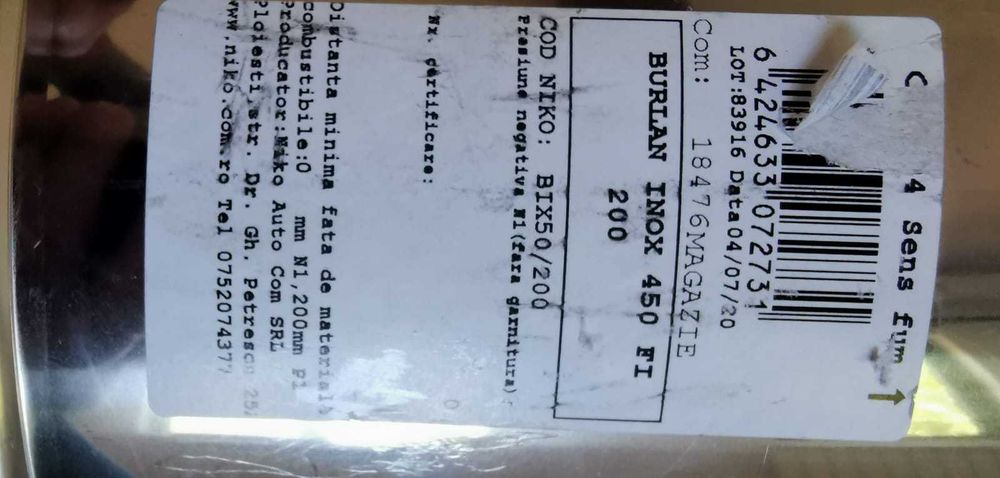 C 4 Sens fum
6 424633 072731
LOT:83916 Data04/07/20
Com: 18476MAGAZIE
BURLAN INOX 450 FI
200
COD NIKO: BIX50/200
Presiune negativa N1(fara garnitura)
Nr. certificare:
0
Distanta minima fata de materiale
combustibile:0 mm N1,200mm P1
Producator:Niko Auto Com SRL
Ploiesti,str. Dr. Gh. Petrescu 25,
www.niko.com.ro Tel 0752074377